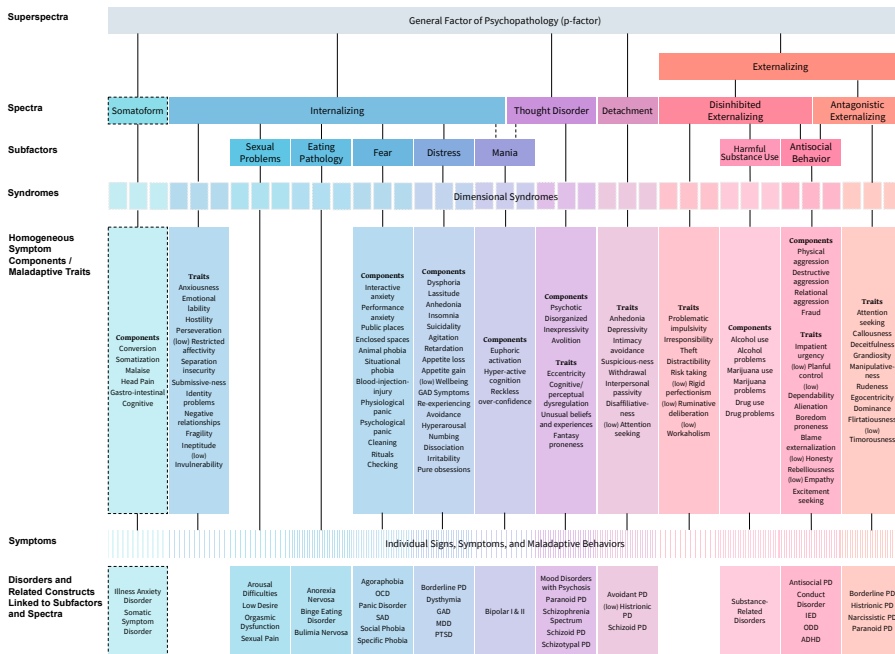 Superspectra
General Factor of Psychopathology (p-factor)
Externalizing
Spectra
Somatoform
Internalizing
Thought Disorder
Detachment
Disinhibited
Externalizing
Antagonistic
Externalizing
Subfactors
Sexual
Problems
Eating
Pathology
Fear
Distress
Mania
Harmful
Substance Use
Antisocial
Behavior
Syndromes
Dimensional Syndromes
Homogeneous
Symptom
Components /
Maladaptive Traits
Components
Conversion
Somatization
Malaise
Head Pain
Gastro-intestinal
Cognitive
Traits
Anxiousness
Emotional
lability
Hostility
Perseveration
(low) Restricted
affectivity
Separation
insecurity
Submissive-ness
Identity
problems
Negative
relationships
Fragility
Ineptitude
(low)
Invulnerability
Components
Interactive
anxiety
Performance
anxiety
Public places
Enclosed spaces
Animal phobia
Situational
phobia
Blood-injection-
injury
Physiological
panic
Psychological
panic
Cleaning
Rituals
Checking
Components
Dysphoria
Lassitude
Anhedonia
Insomnia
Suicidality
Agitation
Retardation
Appetite loss
Appetite gain
(low) Wellbeing
GAD Symptoms
Re-experiencing
Avoidance
Hyperarousal
Numbing
Dissociation
Irritability
Pure obsessions
Components
Euphoric
activation
Hyper-active
cognition
Reckless
over-confidence
Components
Psychotic
Disorganized
Inexpressivity
Avolition
Traits
Eccentricity
Cognitive/
perceptual
dysregulation
Unusual beliefs
and experiences
Fantasy
proneness
Traits
Anhedonia
Depressivity
Intimacy
avoidance
Suspicious-ness
Withdrawal
Interpersonal
passivity
Disaffiliative-
ness
(low) Attention
seeking
Traits
Problematic
impulsivity
Irresponsibility
Theft
Distractibility
Risk taking
(low) Rigid
perfectionism
(low) Ruminative
deliberation
(low)
Workaholism
Components
Alcohol use
Alcohol
problems
Marijuana use
Marijuana
problems
Drug use
Drug problems
Components
Physical
aggression
Destructive
aggression
Relational
aggression
Fraud
Traits
Impatient
urgency
(low) Planful
control
(low)
Dependability
Alienation
Boredom
proneness
Blame
externalization
(low) Honesty
Rebelliousness
(low) Empathy
Excitement
seeking
Traits
Attention
seeking
Callousness
Deceitfulness
Grandiosity
Manipulative-
ness
Rudeness
Egocentricity
Dominance
Flirtatiousness
(low)
Timorousness
Symptoms
Individual Signs, Symptoms, and Maladaptive Behaviors
Disorders and
Related Constructs
Linked to Subfactors
and Spectra
Illness Anxiety
Disorder
Somatic
Symptom
Disorder
Arousal
Difficulties
Low Desire
Orgasmic
Dysfunction
Sexual Pain
Anorexia
Nervosa
Binge Eating
Disorder
Bulimia Nervosa
Agoraphobia
OCD
Panic Disorder
SAD
Social Phobia
Specific Phobia
Borderline PD
Dysthymia
GAD
MDD
PTSD
Bipolar I & II
Mood Disorders
with Psychosis
Paranoid PD
Schizophrenia
Spectrum
Schizoid PD
Schizotypal PD
Avoidant PD
(low) Histrionic
PD
Schizoid PD
Substance-
Related
Disorders
Antisocial PD
Conduct
Disorder
IED
ODD
ADHD
Borderline PD
Histrionic PD
Narcissistic PD
Paranoid PD